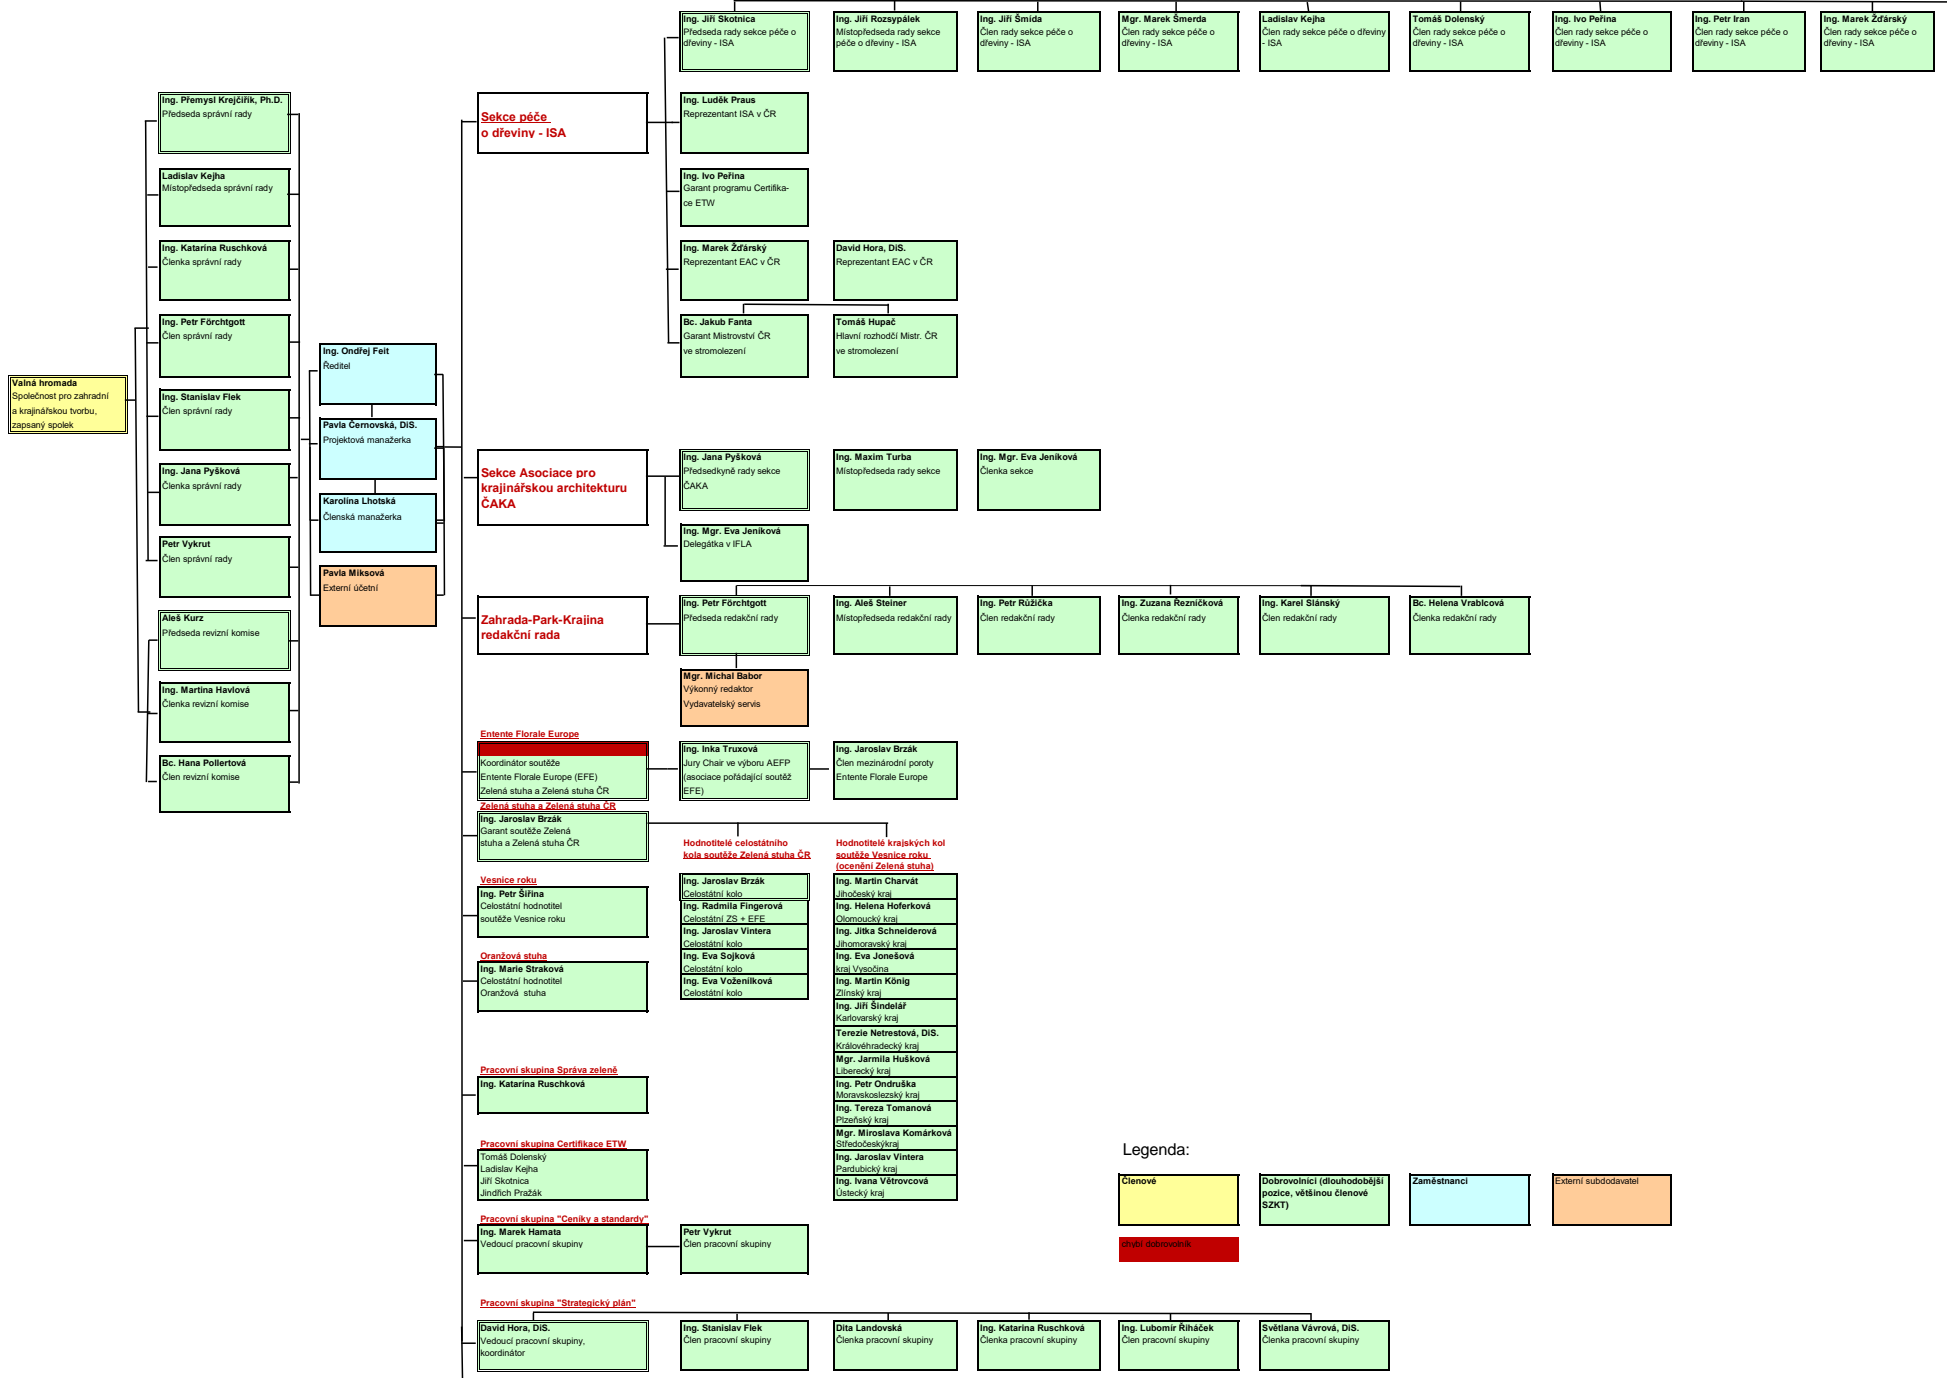 Ing. Jiří Skotnica
Předseda rady sekce péče o
dřeviny - ISA
Ing. Jiří Rozsypálek
Místopředseda rady sekce
péče o dřeviny - ISA
Ing. Jiří Šmída
Člen rady sekce péče o
dřeviny - ISA
Mgr. Marek Šmerda
Člen rady sekce péče o
dřeviny - ISA
Ladislav Kejha
Člen rady sekce péče o dřeviny
- ISA
Tomáš Dolenský
Člen rady sekce péče o
dřeviny - ISA
Ing. Ivo Peřina
Člen rady sekce péče o
dřeviny - ISA
Ing. Petr Iran
Člen rady sekce péče o
dřeviny - ISA
Ing. Marek Žďárský
Člen rady sekce péče o
dřeviny - ISA
Ing. Přemysl Krejčiřík, Ph.D.
Předseda správní rady
Ladislav Kejha
Místopředseda správní rady
Ing. Katarína Ruschková
Členka správní rady
Ing. Petr Förchtgott
Člen správní rady
Ing. Stanislav Flek
Člen správní rady
Ing. Jana Pyšková
Členka správní rady
Petr Vykrut
Člen správní rady
Aleš Kurz
Předseda revizní komise
Ing. Martina Havlová
Členka revizní komise
Bc. Hana Pollertová
Člen revizní komise
Valná hromada
Společnost pro zahradní
a krajinářskou tvorbu,
zapsaný spolek
Ing. Ondřej Feit
Ředitel
Pavla Černovská, DiS.
Projektová manažerka
Karolína Lhotská
Členská manažerka
Pavla Miksová
Externí účetní
Sekce péče
o dřeviny - ISA
Ing. Luděk Praus
Reprezentant ISA v ČR
Ing. Ivo Peřina
Garant programu Certifika-
ce ETW
Ing. Marek Žďárský
Reprezentant EAC v ČR
David Hora, DiS.
Reprezentant EAC v ČR
Bc. Jakub Fanta
Garant Mistrovství ČR
ve stromolezení
Tomáš Hupač
Hlavní rozhodčí Mistr. ČR
ve stromolezení
Sekce Asociace pro
krajinářskou architekturu
ČAKA
Ing. Jana Pyšková
Předsedkyně rady sekce
ČAKA
Ing. Maxim Turba
Místopředseda rady sekce
Ing. Mgr. Eva Jeníková
Členka sekce
Ing. Mgr. Eva Jeníková
Delegátka v IFLA
Zahrada-Park-Krajina
redakční rada
Ing. Petr Förchtgott
Předseda redakční rady
Ing. Aleš Steiner
Místopředseda redakční rady
Ing. Petr Růžička
Člen redakční rady
Ing. Zuzana Řezníčková
Členka redakční rady
Ing. Karel Slánský
Člen redakční rady
Bc. Helena Vrablcová
Členka redakční rady
Mgr. Michal Babor
Výkonný redaktor
Vydavatelský servis
Entente Florale Europe
Koordinátor soutěže
Entente Florale Europe (EFE)
Zelená stuha a Zelená stuha ČR
Ing. Inka Truxová
Jury Chair ve výboru AEFP
(asociace pořádající soutěž
EFE)
Ing. Jaroslav Brzák
Člen mezinárodní poroty
Entente Florale Europe
Zelená stuha a Zelená stuha ČR
Ing. Jaroslav Brzák
Garant soutěže Zelená
stuha a Zelená stuha ČR
Hodnotitelé celostátního
kola soutěže Zelená stuha ČR
Ing. Jaroslav Brzák
Celostátní kolo
Ing. Radmila Fingerová
Celostátní ZS + EFE
Ing. Jaroslav Vintera
Celostátní kolo
Ing. Eva Sojková
Celostátní kolo
Ing. Eva Voženílková
Celostátní kolo
Hodnotitelé krajských kol
soutěže Vesnice roku
(ocenění Zelená stuha)
Ing. Martin Charvát
Jihočeský kraj
Ing. Helena Hoferková
Olomoucký kraj
Ing. Jitka Schneiderová
Jihomoravský kraj
Ing. Eva Jonešová
kraj Vysočina
Ing. Martin König
Zlínský kraj
Ing. Jiří Šindelář
Karlovarský kraj
Terezie Netrestová, DiS.
Královéhradecký kraj
Mgr. Jarmila Hušková
Liberecký kraj
Ing. Petr Ondruška
Moravskoslezský kraj
Ing. Tereza Tomanová
Plzeňský kraj
Mgr. Miroslava Komárková
Středočeskýkraj
Ing. Jaroslav Vintera
Pardubický kraj
Ing. Ivana Větrovcová
Ústecký kraj
Vesnice roku
Ing. Petr Šiřina
Celostátní hodnotitel
soutěže Vesnice roku
Oranžová stuha
Ing. Marie Straková
Celostátní hodnotitel
Oranžová stuha
Pracovní skupina Správa zeleně
Ing. Katarína Ruschková
Pracovní skupina Certifikace ETW
Tomáš Dolenský
Ladislav Kejha
Jiří Skotnica
Jindřich Pražák
Pracovní skupina "Ceníky a standardy"
Ing. Marek Hamata
Vedoucí pracovní skupiny
Petr Vykrut
Člen pracovní skupiny
Pracovní skupina "Strategický plán"
David Hora, DiS.
Vedoucí pracovní skupiny,
koordinátor
Ing. Stanislav Flek
Člen pracovní skupiny
Dita Landovská
Členka pracovní skupiny
Ing. Katarína Ruschková
Členka pracovní skupiny
Ing. Lubomír Řiháček
Člen pracovní skupiny
Světlana Vávrová, DiS.
Členka pracovní skupiny
Legenda:
Členové
Dobrovolníci (dlouhodobější
pozice, většinou členové
SZKT)
Zaměstnanci
Externí subdodavatel
chybí dobrovolník